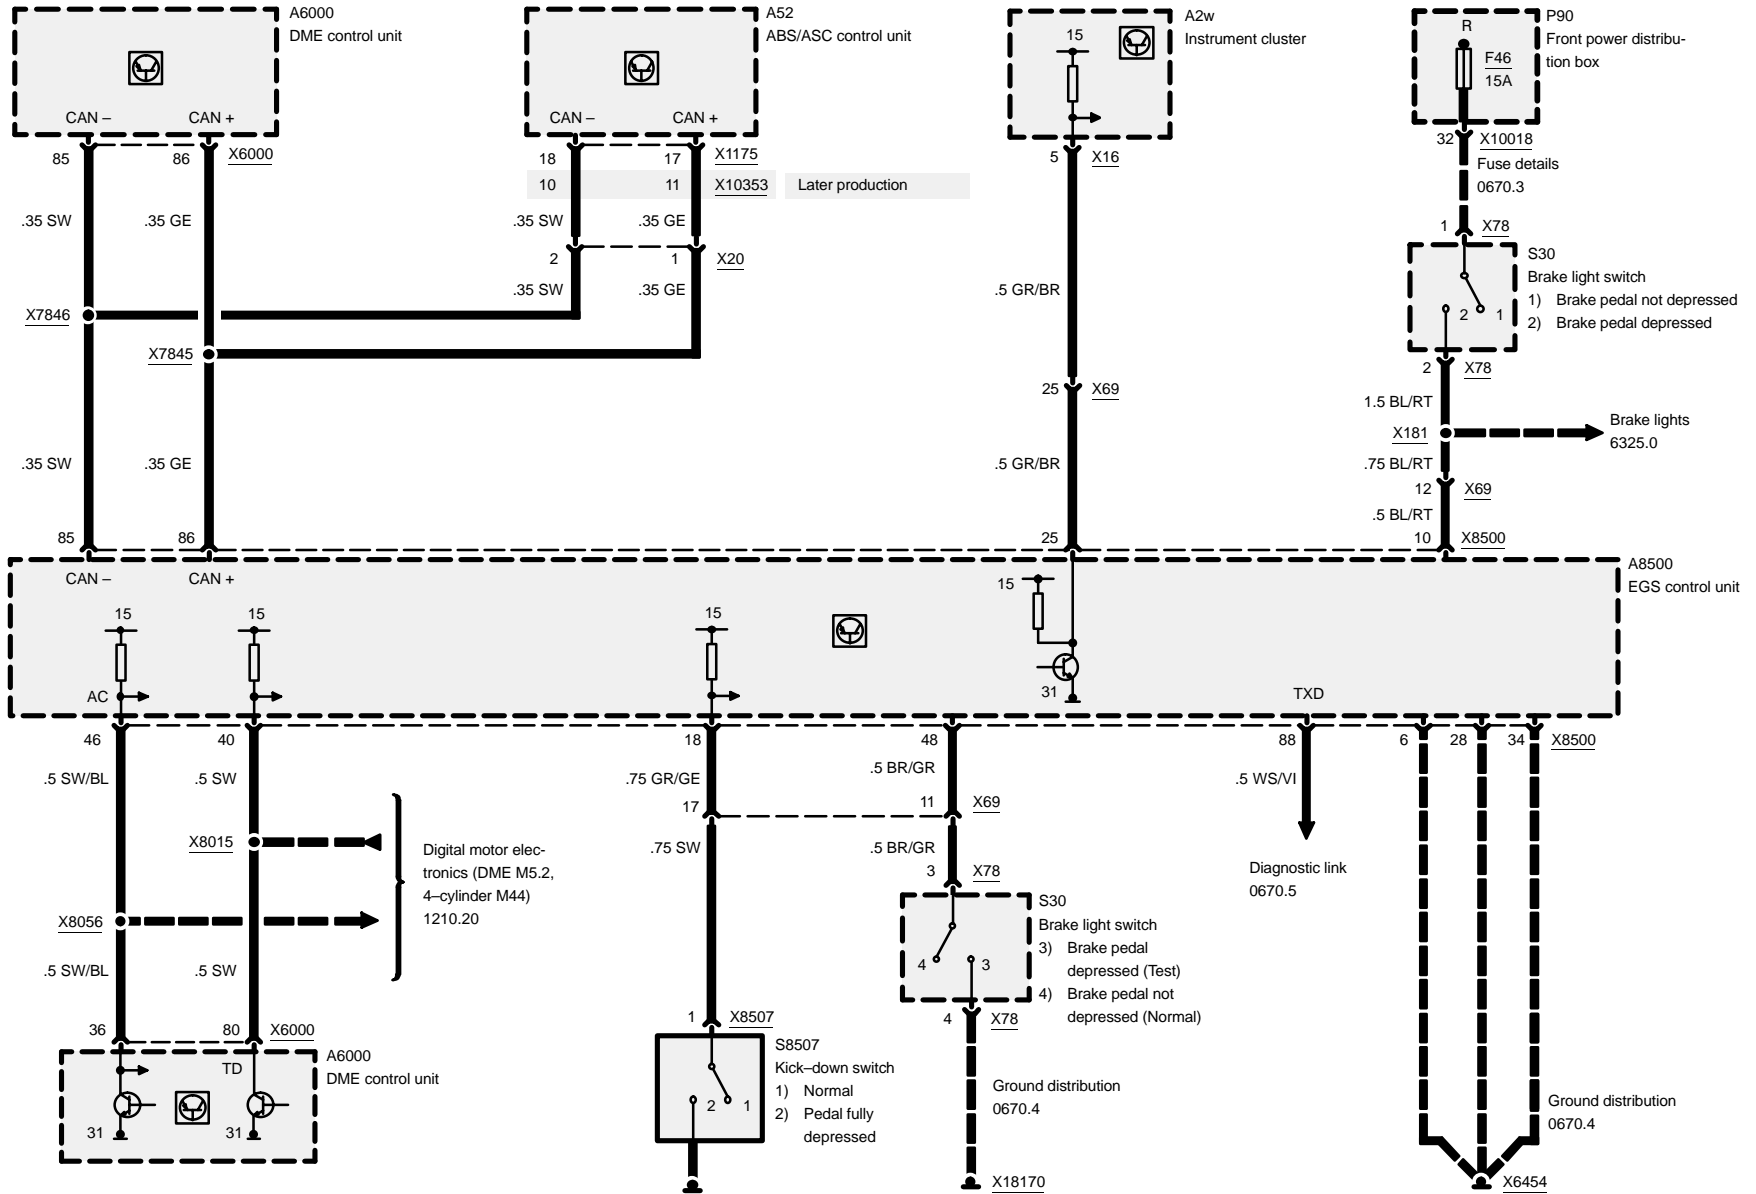 A6000
DME control unit
CAN –
CAN +
85
86
X6000
.35 SW
.35 GE
X7846
X7845
.35 SW
.35 GE
85
86
A52
ABS/ASC control unit
CAN –
CAN +
18
17
X1175
10
11
X10353
Later production
.35 SW
.35 GE
2
1
X20
.35 SW
.35 GE
A2w
Instrument cluster
15
5
X16
.5 GR/BR
25
X69
.5 GR/BR
25
P90
Front power distribu-
tion box
R
F46
15A
32
X10018
Fuse details
0670.3
1
X78
S30
Brake light switch
1) Brake pedal not depressed
2) Brake pedal depressed
2
1
2
X78
1.5 BL/RT
X181
Brake lights
6325.0
.75 BL/RT
12
X69
.5 BL/RT
10
X8500
A8500
EGS control unit
CAN –
CAN +
15
15
15
15
AC
31
TXD
46
40
18
48
88
6
28
34
X8500
.5 SW/BL
.5 SW
X8015
X8056
.5 SW/BL
.5 SW
Digital motor elec-
tronics (DME M5.2,
4–cylinder M44)
1210.20
36
80
X6000
A6000
DME control unit
TD
31
31
.75 GR/GE
.5 BR/GR
17
11
X69
.75 SW
.5 BR/GR
3
X78
S30
Brake light switch
3) Brake pedal
depressed (Test)
4) Brake pedal not
depressed (Normal)
4
3
4
X78
Ground distribution
0670.4
X18170
1
X8507
S8507
Kick–down switch
1) Normal
2) Pedal fully
depressed
2
1
.5 WS/VI
Diagnostic link
0670.5
Ground distribution
0670.4
X6454